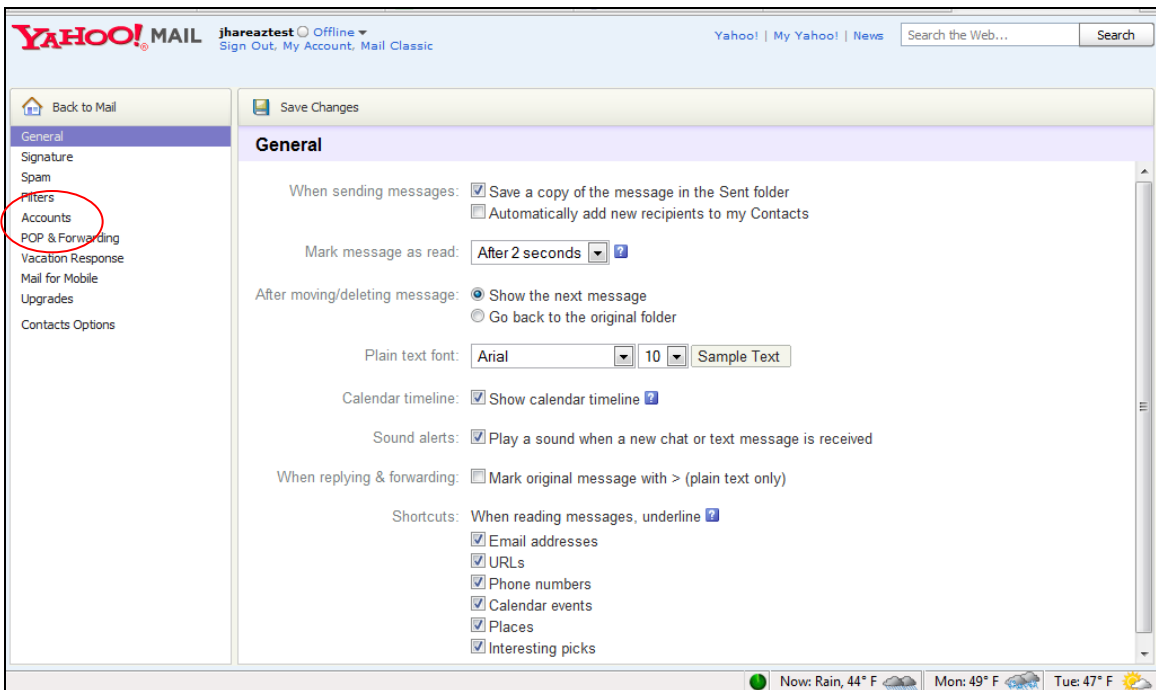 YAHOO! MAIL jhareaztest Offline
Sign Out, My Account, Mail Classic
Yahoo! | My Yahoo! | News Search the Web... Search
Back to Mail
General
Signature
Spam
Filters
Accounts
POP & Forwarding
Vacation Response
Mail for Mobile
Upgrades
Contacts Options
Save Changes
General
When sending messages: Save a copy of the message in the Sent folder
Automatically add new recipients to my Contacts
Mark message as read: After 2 seconds ?
After moving/deleting message: Show the next message
Go back to the original folder
Plain text font: Arial 10 Sample Text
Calendar timeline: Show calendar timeline ?
Sound alerts: Play a sound when a new chat or text message is received
When replying & forwarding: Mark original message with > (plain text only)
Shortcuts: When reading messages, underline ?
Email addresses
URLs
Phone numbers
Calendar events
Places
Interesting picks
Now: Rain, 44° F Mon: 49° F Tue: 47° F